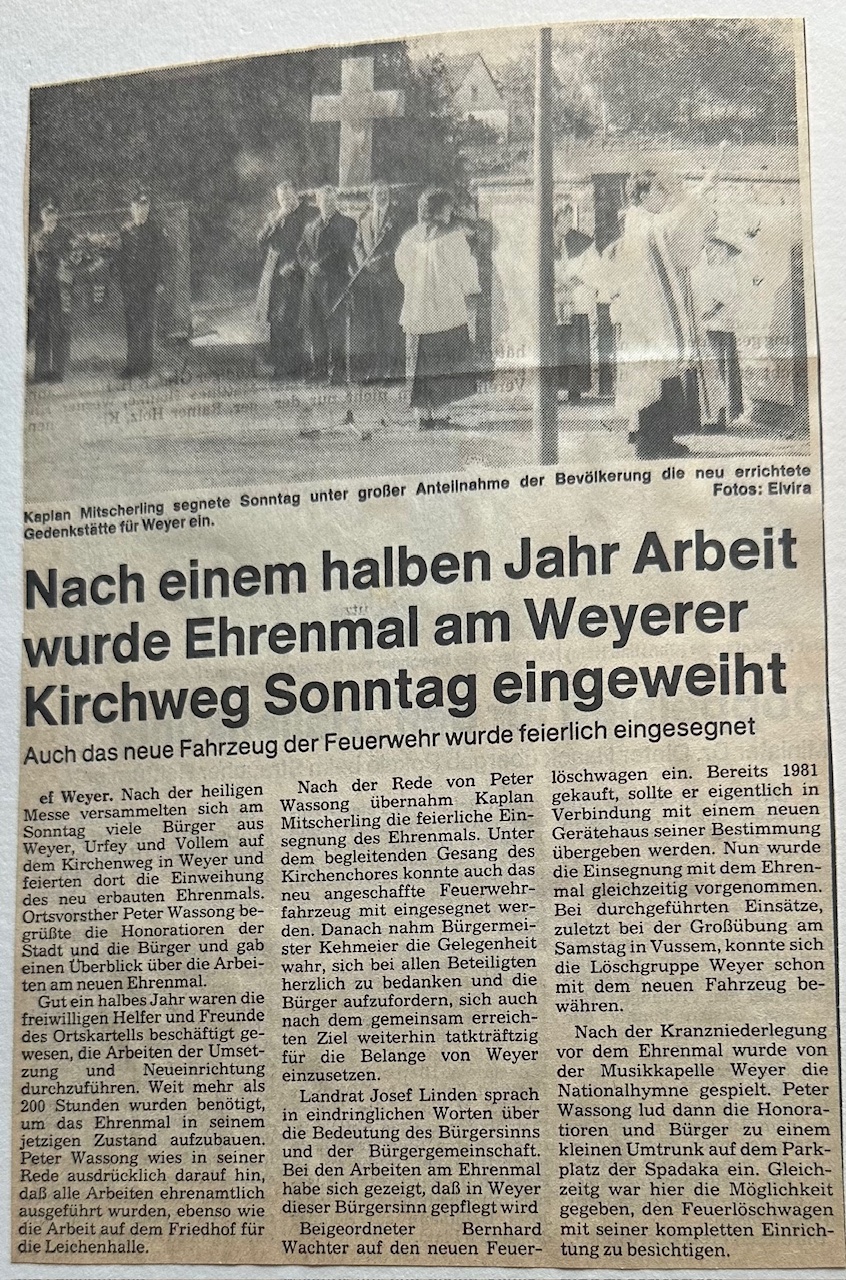 Kaplan Mitscherling segnete Sonntag unter großer Anteilnahme der Bevölkerung die neu errichtete
Gedenkstätte für Weyer ein.
Fotos: Elvira
Nach einem halben Jahr Arbeit
wurde Ehrenmal am Weyerer
Kirchweg Sonntag eingeweiht
Auch das neue Fahrzeug der Feuerwehr wurde feierlich eingesegnet
ef Weyer. Nach der heiligen
Messe versammelten sich am
Sonntag viele Bürger aus
Weyer, Urfey und Vollem auf
dem Kirchenweg in Weyer und
feierten dort die Einweihung
des neu erbauten Ehrenmals.
Ortsvorsther Peter Wassong be-
grüßte die Honoratioren der
Stadt und die Bürger und gab
einen Überblick über die Arbei-
ten am neuen Ehrenmal.
Gut ein halbes Jahr waren die
freiwilligen Helfer und Freunde
des Ortskartells beschäftigt ge-
wesen, die Arbeiten der Umset-
zung und Neueinrichtung
durchzuführen. Weit mehr als
200 Stunden wurden benötigt,
um das Ehrenmal in seinem
jetzigen Zustand aufzubauen.
Peter Wassong wies in seiner
Rede ausdrücklich darauf hin,
daß alle Arbeiten ehrenamtlich
ausgeführt wurden, ebenso wie
die Arbeit auf dem Friedhof für
die Leichenhalle.
Nach der Rede von Peter
Wassong übernahm Kaplan
Mitscherling die feierliche Ein-
segnung des Ehrenmals. Unter
dem begleitenden Gesang des
Kirchenchores konnte auch das
neu angeschaffte Feuerwehr-
fahrzeug mit eingesegnet wer-
den. Danach nahm Bürgermei-
ster Kehmeier die Gelegenheit
wahr, sich bei allen Beteiligten
herzlich zu bedanken und die
Bürger aufzufordern, sich auch
nach dem gemeinsam erreich-
ten Ziel weiterhin tatkträftzig
für die Belange von Weyer
einzusetzen.
Landrat Josef Linden sprach
in eindringlichen Worten über
die Bedeutung des Bürgersinns
und der Bürgergemeinschaft.
Bei den Arbeiten am Ehrenmal
habe sich gezeigt, daß in Weyer
dieser Bürgersinn gepflegt wird
Beigeordneter Bernhard
Wachter auf den neuen Feuer-
löschwagen ein. Bereits 1981
gekauft, sollte er eigentlich in
Verbindung mit einem neuen
Gerätehaus seiner Bestimmung
übergeben werden. Nun wurde
die Einsegnung mit dem Ehren-
mal gleichzeitig vorgenommen.
Bei durchgeführten Einsätze,
zuletzt bei der Großübung am
Samstag in Vussem, konnte sich
die Löschgruppe Weyer schon
mit dem neuen Fahrzeug be-
währen.
Nach der Kranzniederlegung
vor dem Ehrenmal wurde von
der Musikkapelle Weyer die
Nationalhymne gespielt. Peter
Wassong lud dann die Honora-
tioren und Bürger zu einem
kleinen Umtrunk auf dem Park-
platz der Spadaka ein. Gleich-
zeitg war hier die Möglichkeit
gegeben, den Feuerlöschwagen
mit seiner kompletten Einrich-
tung zu besichtigen.